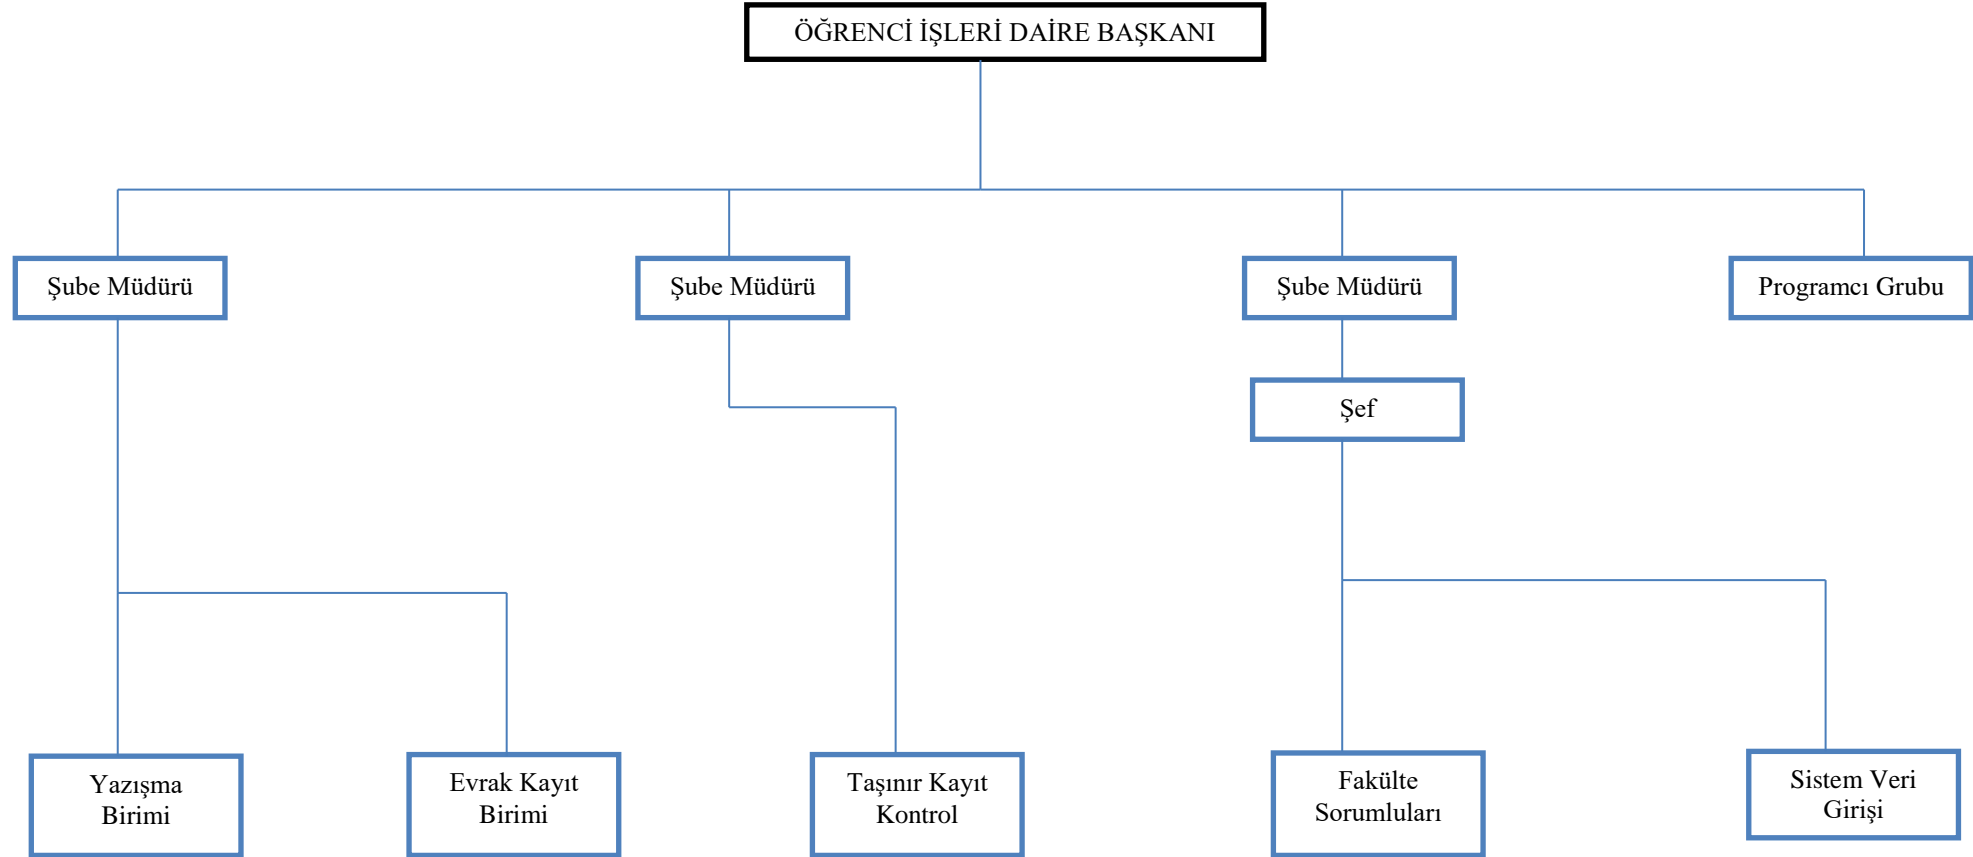 ÖĞRENCİ İŞLERİ DAİRE BAŞKANI
Şube Müdürü
Şube Müdürü
Şube Müdürü
Programcı Grubu
Şef
Yazışma
Birimi
Evrak Kayıt
Birimi
Taşınır Kayıt
Kontrol
Fakülte
Sorumluları
Sistem Veri
Girişi